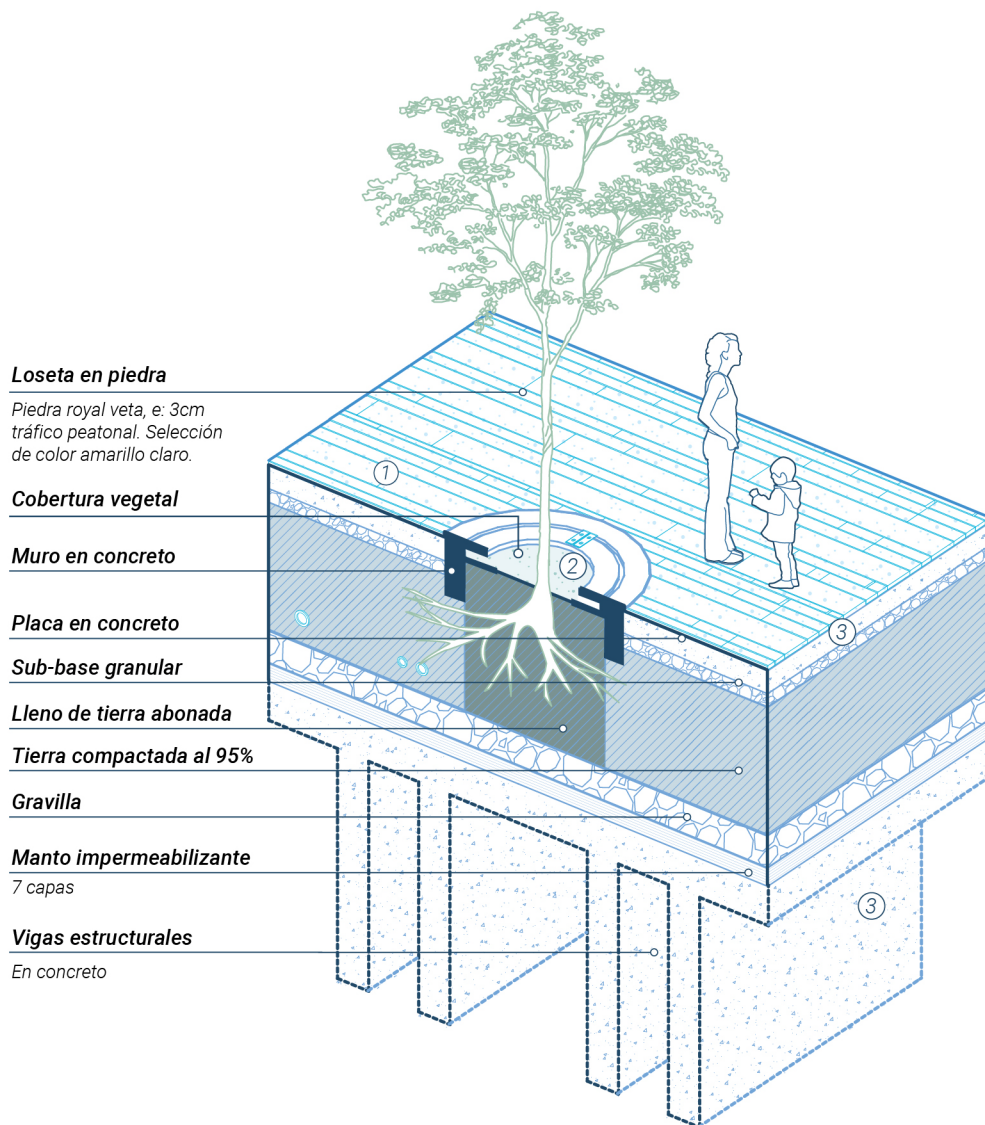 Loseta en piedra
Piedra royal veta, e: 3cm
tráfico peatonal. Selección
de color amarillo claro.
1
Cobertura vegetal
Muro en concreto
2
Placa en concreto
3
Sub-base granular
Lleno de tierra abonada
Tierra compactada al 95%
Gravilla
Manto impermeabilizante
7 capas
3
Vigas estructurales
En concreto